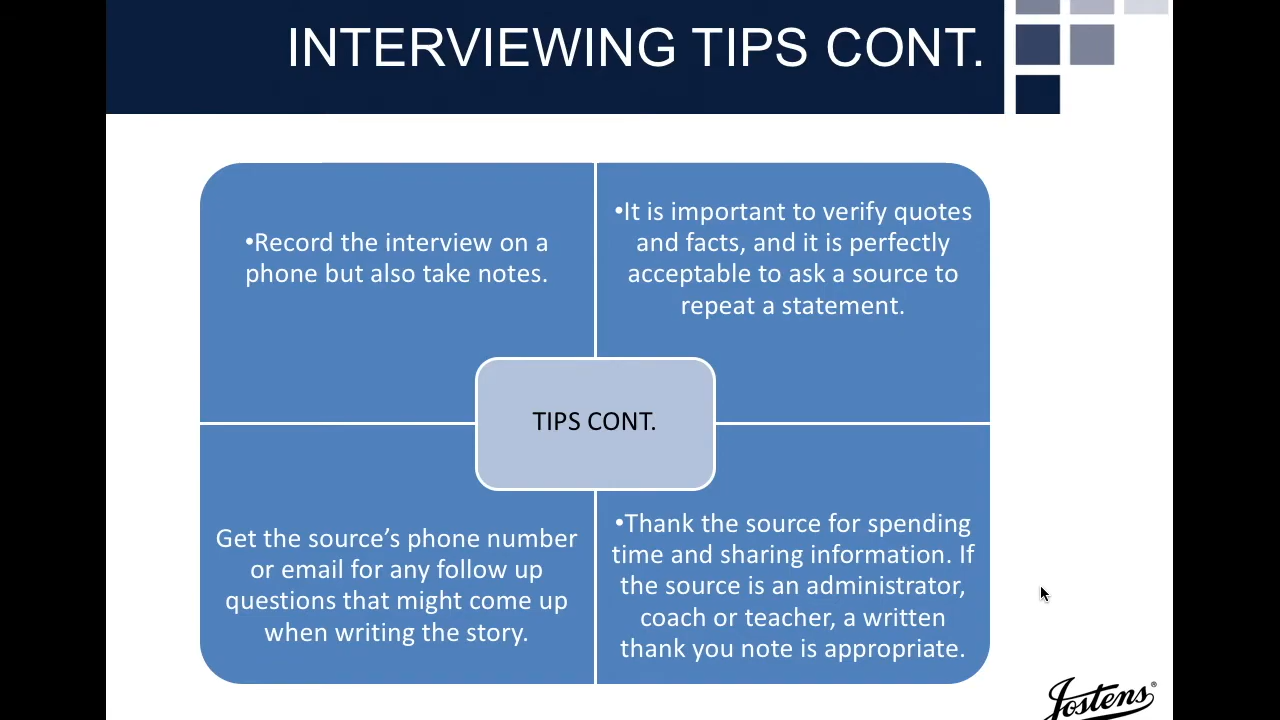 INTERVIEWING TIPS CONT.
•Record the interview on a
phone but also take notes.
•It is important to verify quotes
and facts, and it is perfectly
acceptable to ask a source to
repeat a statement.
TIPS CONT.
Get the source’s phone number
or email for any follow up
questions that might come up
when writing the story.
•Thank the source for spending
time and sharing information. If
the source is an administrator,
coach or teacher, a written
thank you note is appropriate.
Jostens®